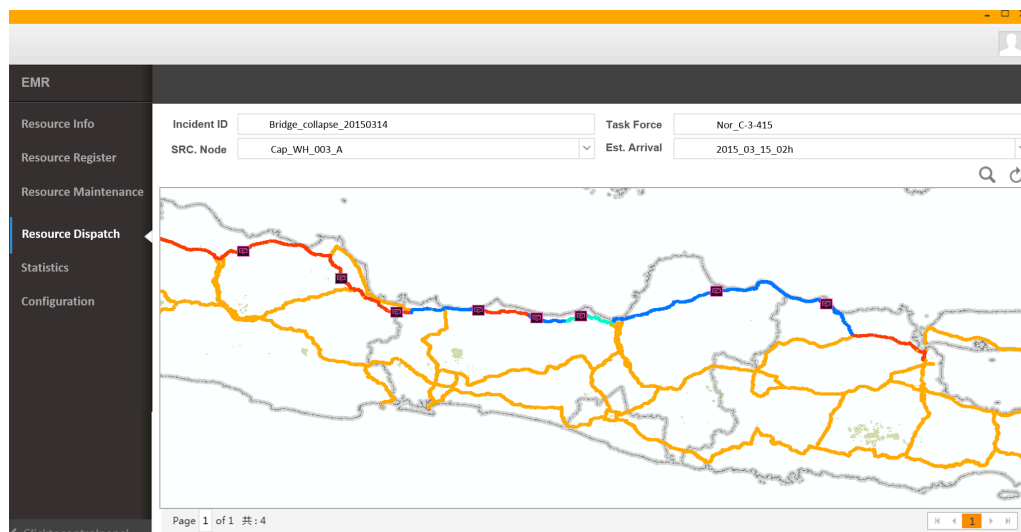 EMR
Resource Info
Resource Register
Resource Maintenance
Resource Dispatch
Statistics
Configuration
Incident ID Bridge_collapse_20150314 Task Force Nor_C-3-415
SRC. Node Cap_WH_003_A Est. Arrival 2015_03_15_02h
Page 1 of 1 共:4
1